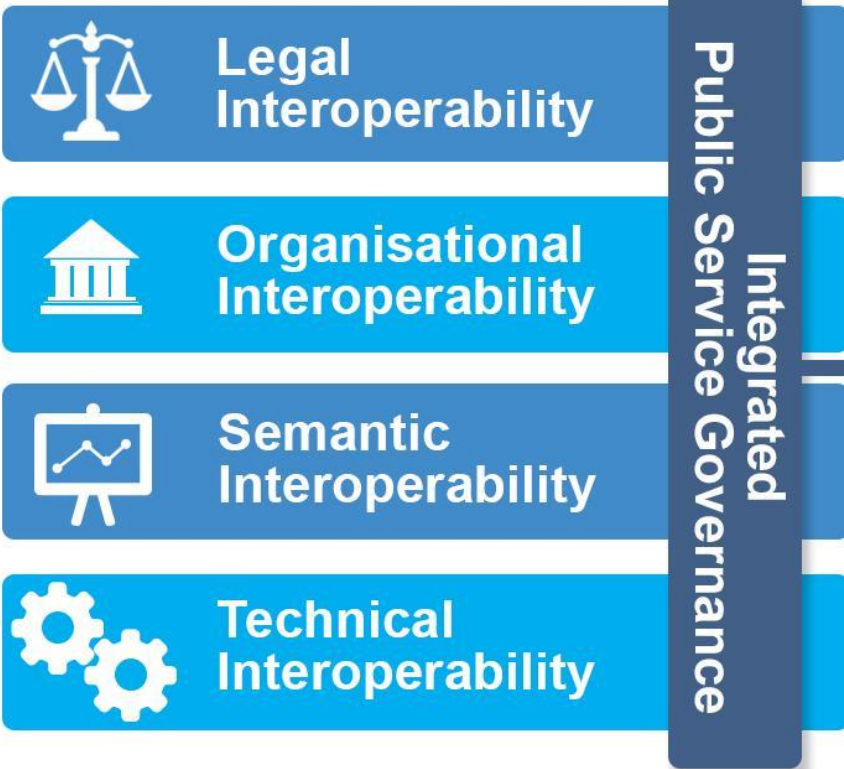 Legal
Interoperability
Organisational
Interoperability
Semantic
Interoperability
Technical
Interoperability
Integrated
Public Service Governance